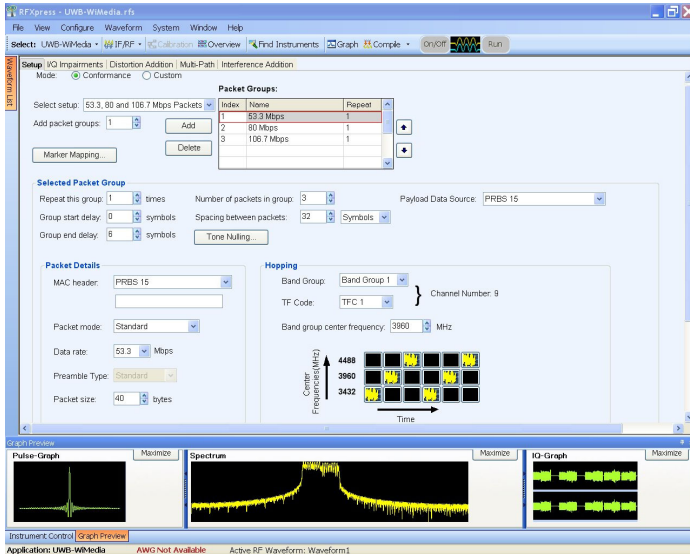 RFXpress - UWB-WiMedia.rfs
File View Configure Waveform System Window Help
Select: UWB-WiMedia IF/RF Calibration Overview Find Instruments Graph Compile On/Off Run
Waveform List
Setup I/Q Impairments Distortion Addition Multi-Path Interference Addition
Mode: Conformance Custom
Packet Groups:
Select setup: 53.3, 80 and 106.7 Mbps Packets
Index Name Repeat
1 53.3 Mbps 1
2 80 Mbps 1
3 106.7 Mbps 1
Add packet groups: 1 Add
Delete
Marker Mapping...
Selected Packet Group
Repeat this group: 1 times Number of packets in group: 3 Payload Data Source: PRBS 15
Group start delay: 0 symbols Spacing between packets: 32 Symbols
Group end delay: 6 symbols Tone Nulling...
Packet Details
MAC header: PRBS 15
Packet mode: Standard
Data rate: 53.3 Mbps
Preamble Type: Standard
Packet size: 40 bytes
Hopping
Band Group: Band Group 1
TF Code: TFC 1
} Channel Number: 9
Band group center frequency: 3960 MHz
Center Frequencies(MHz)
4488
3960
3432
Time
Graph Preview
Pulse-Graph Maximize Spectrum Maximize IQ-Graph Maximize
Instrument Control Graph Preview
Application: UWB-WiMedia AWG Not Available Active RF Waveform: Waveform1